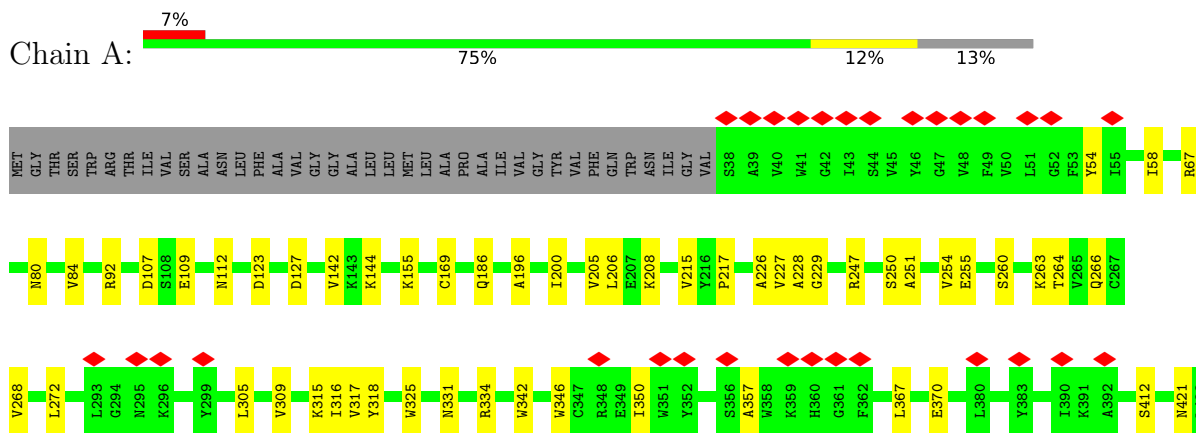 7%
Chain A:
75% 12% 13%
MET GLY THR SER TRP ARG THR ILE VAL SER ALA ASN LEU PHE ALA VAL GLY GLY ALA LEU LEU MET LEU ALA PRO ALA ILE VAL GLY TYR VAL PHE GLN TRP ASN ILE GLY VAL S38 A39 V40 W41 G42 I43 S44 V45 Y46 G47 V48 F49 V50 L51 G52 F53 Y54 I55 I58 R67
N80 V84 R92 D107 S108 E109 N112 D123 D127 V142 K143 K144 K155 C169 Q186 A196 I200 V205 L206 E207 K208 V215 Y216 P217 A226 V227 A228 G229 R247 S250 A251 V254 E255 S260 K263 T264 V265 Q266 C267
V268 L272 L293 G294 N295 K296 Y299 L305 V309 K315 I316 V317 Y318 W325 N331 R334 W342 W346 C347 R348 E349 I350 W351 Y352 S356 A357 W358 K359 H360 G361 F362 L367 E370 L380 Y383 I390 K391 A392 S412 N421